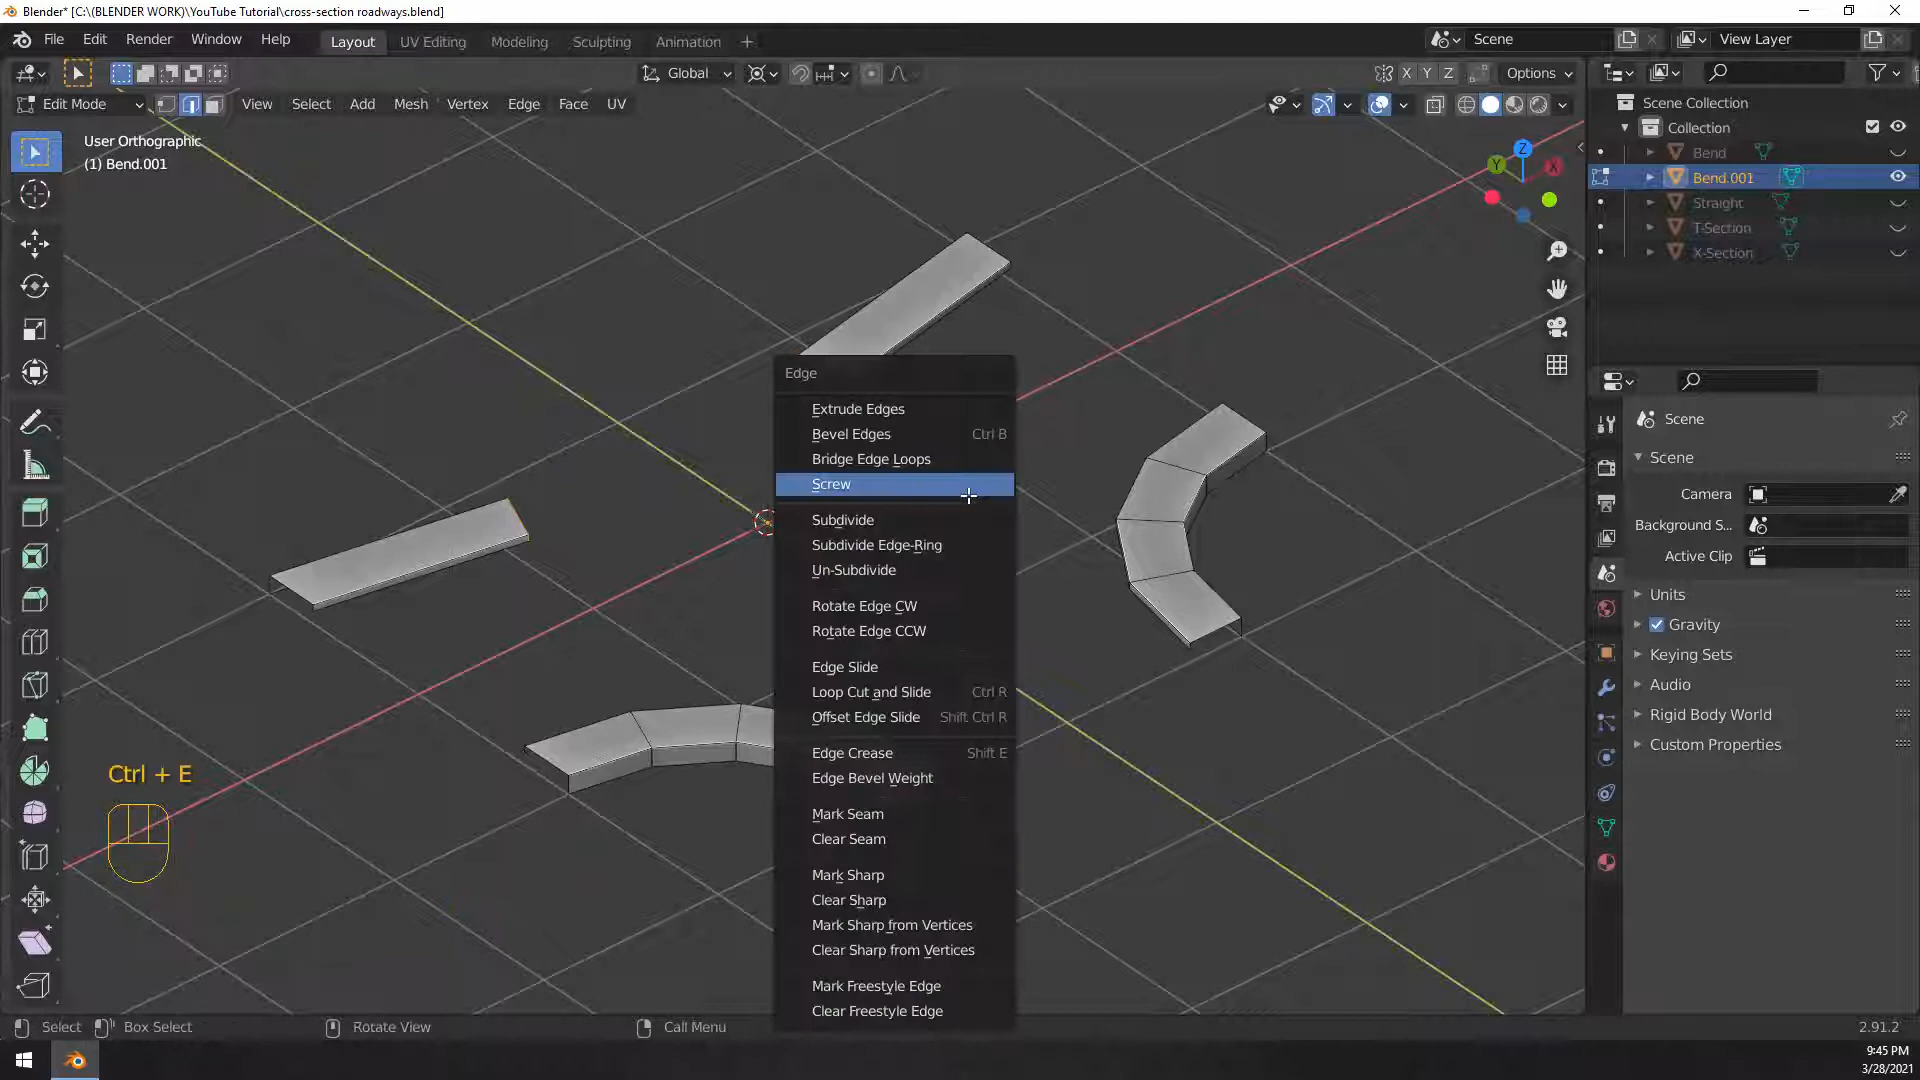 Blender* [C:\(BLENDER WORK)\YouTube Tutorial\cross-section roadways.blend]
File Edit Render Window Help Layout UV Editing Modeling Sculpting Animation + Scene View Layer
Global X Y Z Options
Edit Mode View Select Add Mesh Vertex Edge Face UV
User Orthographic
(1) Bend.001
Z
Y
X
Scene Collection
Collection
Bend
Bend.001
Straight
T-Section
X-Section
Edge
Extrude Edges
Bevel Edges Ctrl B
Bridge Edge Loops
Screw
Subdivide
Subdivide Edge-Ring
Un-Subdivide
Rotate Edge CW
Rotate Edge CCW
Edge Slide
Loop Cut and Slide Ctrl R
Offset Edge Slide Shift Ctrl R
Edge Crease Shift E
Edge Bevel Weight
Mark Seam
Clear Seam
Mark Sharp
Clear Sharp
Mark Sharp from Vertices
Clear Sharp from Vertices
Mark Freestyle Edge
Clear Freestyle Edge
Ctrl + E
Scene
Scene
Camera
Background S...
Active Clip
Units
Gravity
Keying Sets
Audio
Rigid Body World
Custom Properties
Select Box Select Rotate View Call Menu 2.91.2
9:45 PM
3/28/2021